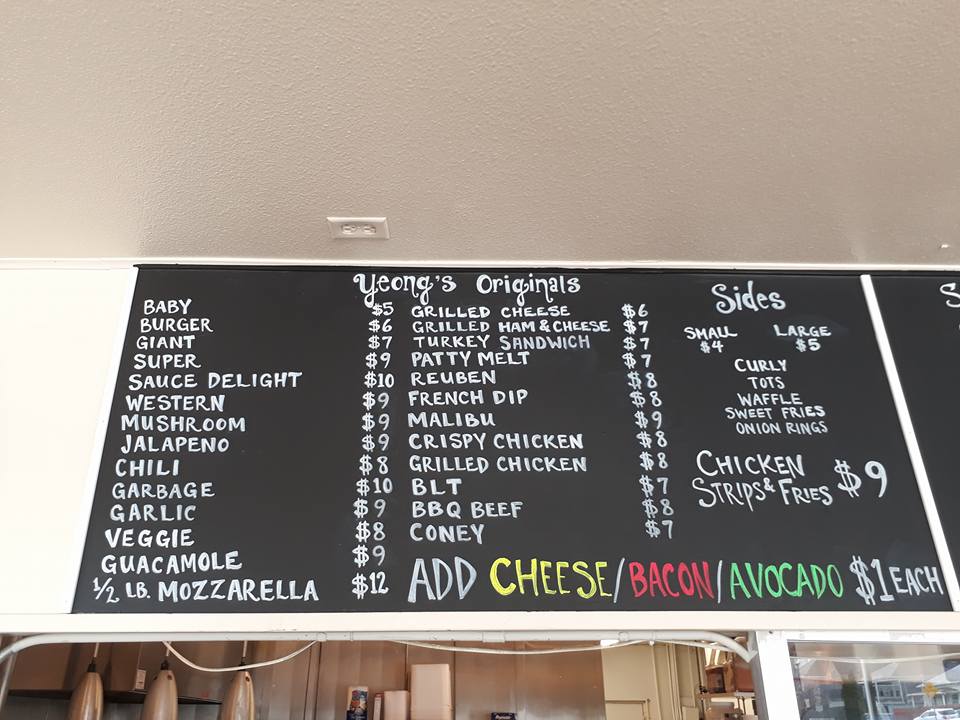 Yeong's Originals
BABY $5
BURGER $6
GIANT $7
SUPER $9
SAUCE DELIGHT $10
WESTERN $9
MUSHROOM $9
JALAPENO $9
CHILI $8
GARBAGE $10
GARLIC $9
VEGGIE $8
GUACAMOLE $9
1/2 LB. MOZZARELLA $12
GRILLED CHEESE $6
GRILLED HAM & CHEESE $7
TURKEY SANDWICH $7
PATTY MELT $7
REUBEN $8
FRENCH DIP $8
MALIBU $9
CRISPY CHICKEN $8
GRILLED CHICKEN $8
BLT $7
BBQ BEEF $8
CONEY $7
ADD CHEESE/BACON/AVOCADO $1 EACH
Sides
SMALL LARGE
$4 $5
CURLY
TOTS
WAFFLE
SWEET FRIES
ONION RINGS
CHICKEN
STRIPS & FRIES $9